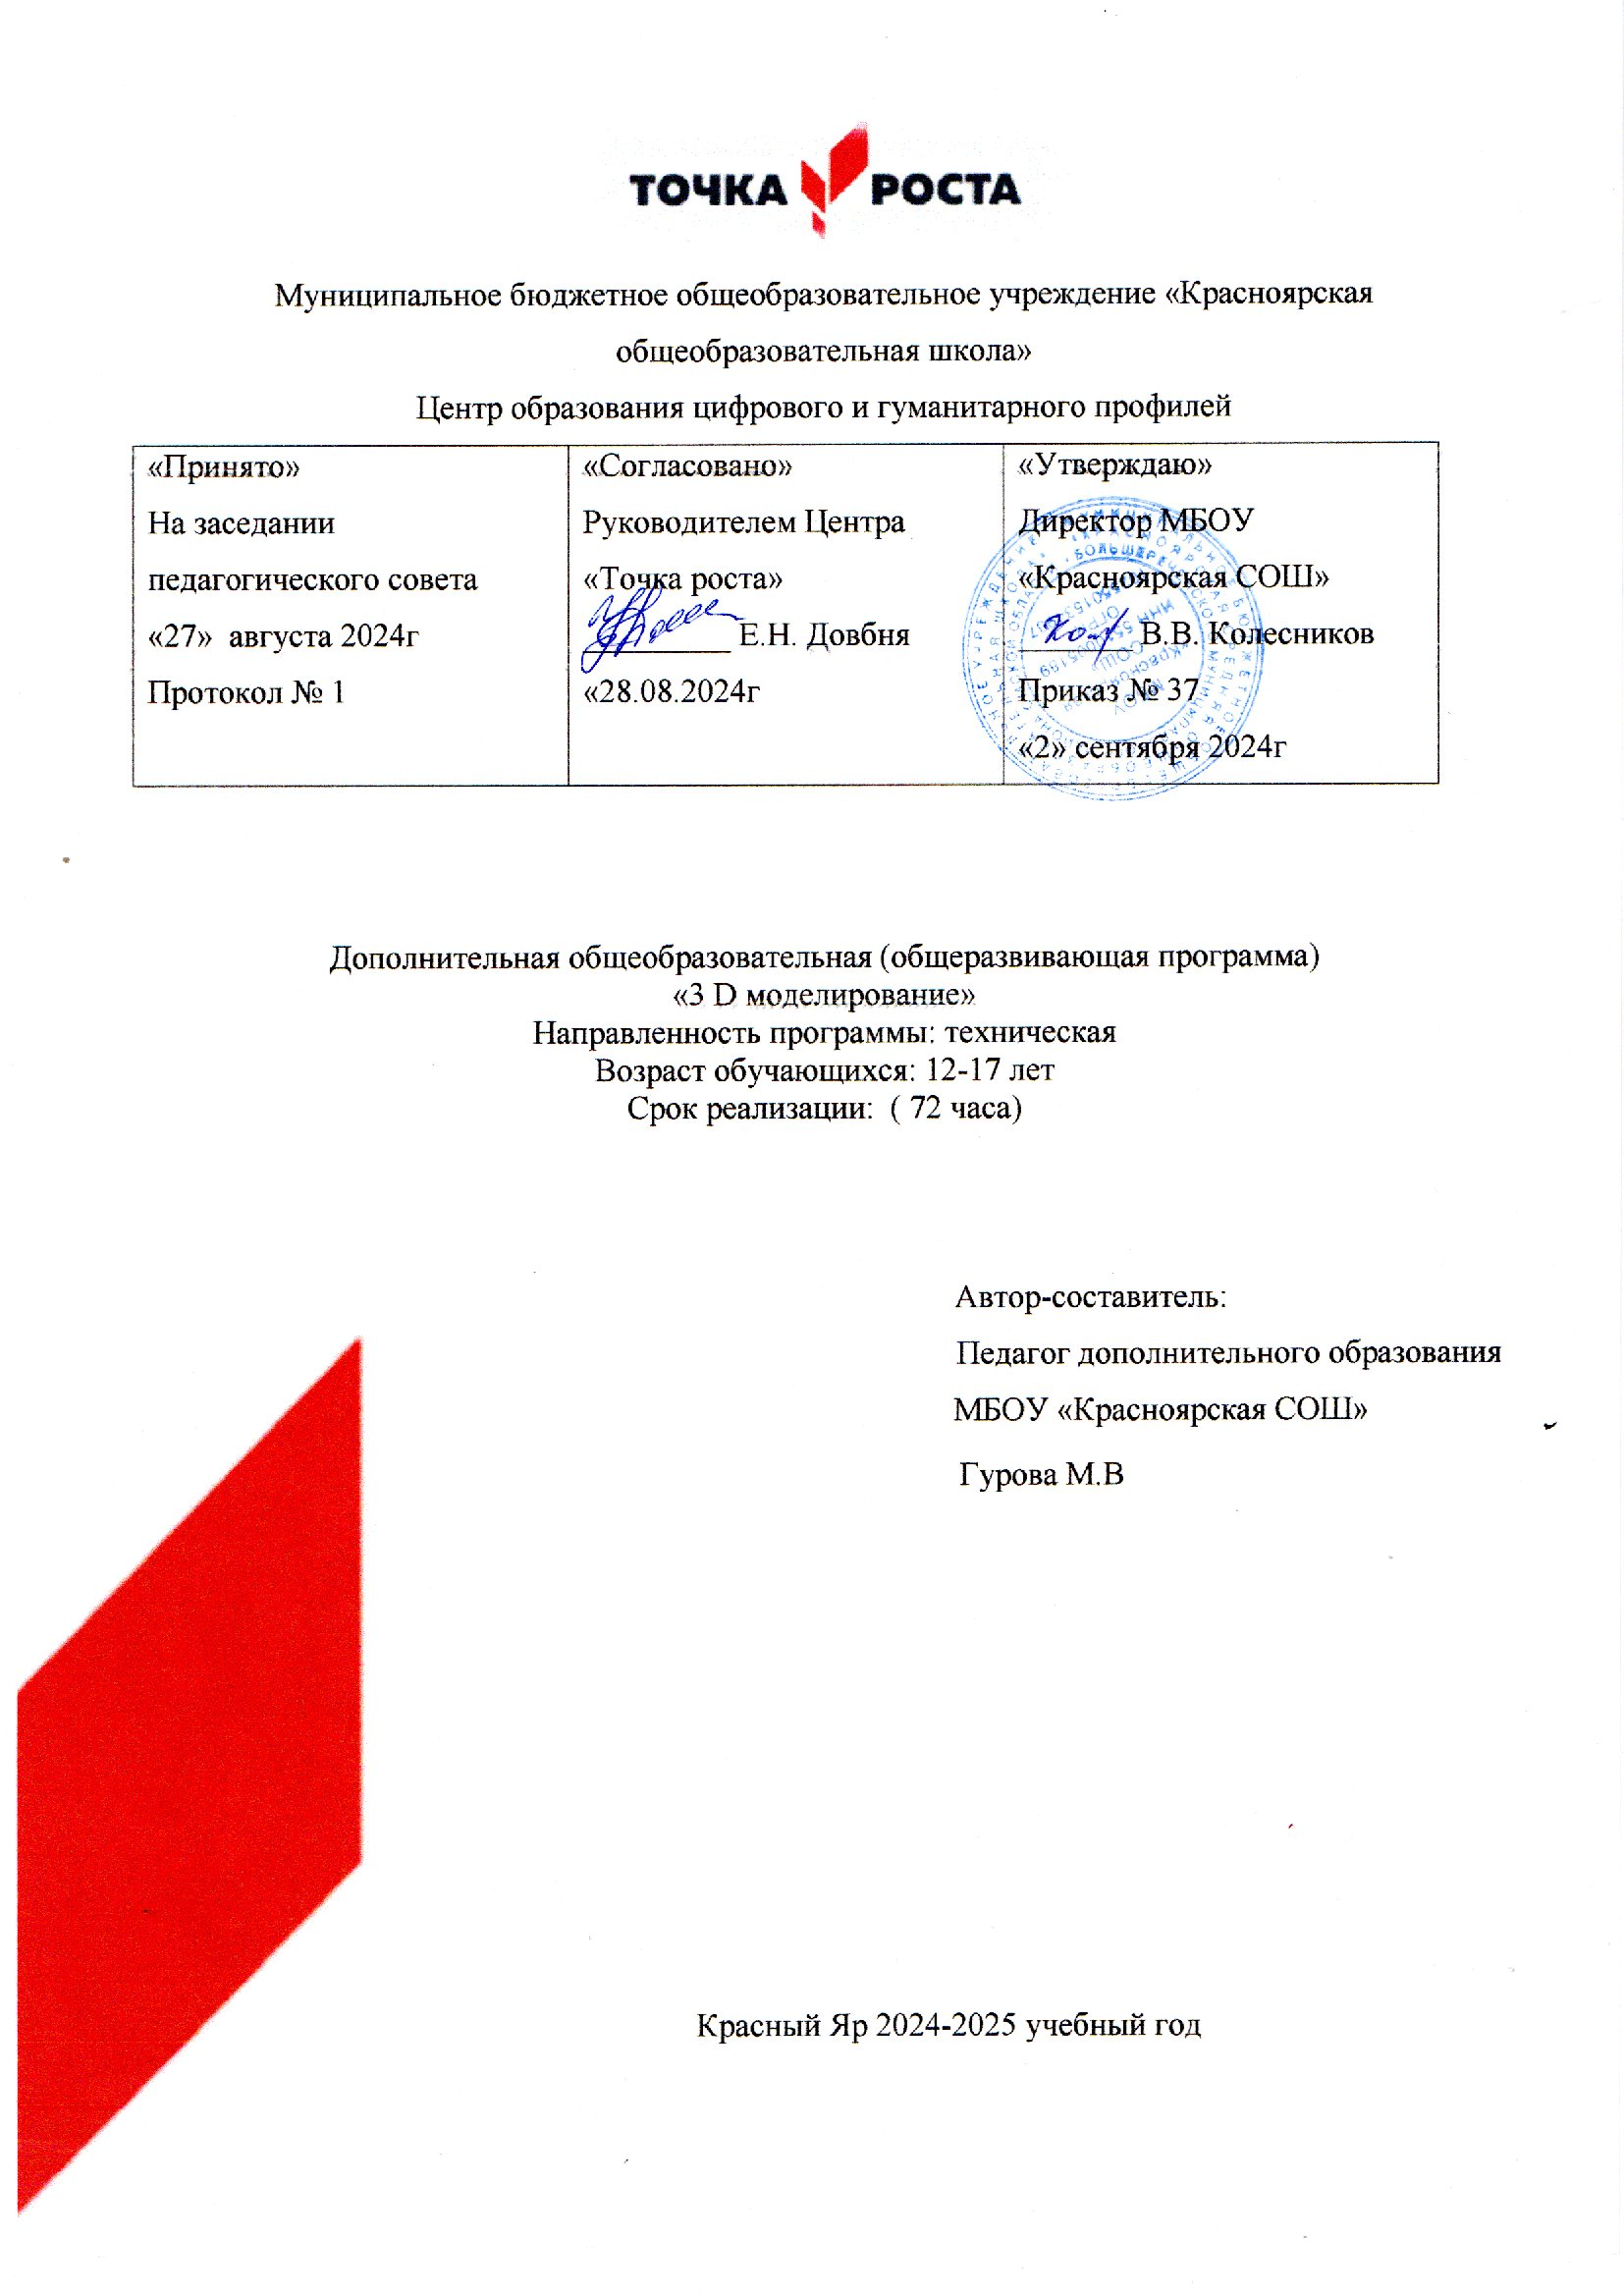 ТОЧКА РОСТА
Муниципальное бюджетное общеобразовательное учреждение «Красноярская
общеобразовательная школа»
Центр образования цифрового и гуманитарного профилей
«Принято»
На заседании
педагогического совета
«27» августа 2024г
Протокол № 1
«Согласовано»
Руководителем Центра
«Точка роста»
_________ Е.Н. Довбня
«28.08.2024г
«Утверждаю»
Директор МБОУ
«Красноярская СОШ»
_______ В.В. Колесников
Приказ № 37
«2» сентября 2024г
Дополнительная общеобразовательная (общеразвивающая программа)
«3 D моделирование»
Направленность программы: техническая
Возраст обучающихся: 12-17 лет
Срок реализации: ( 72 часа)
Автор-составитель:
Педагог дополнительного образования
МБОУ «Красноярская СОШ»
Гурова М.В
Красный Яр 2024-2025 учебный год